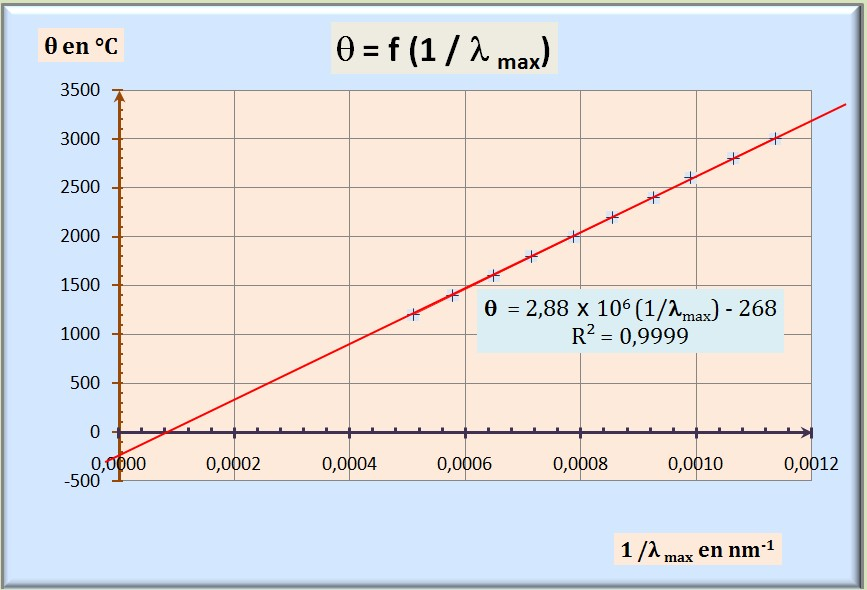 θ en °C
θ = f (1 / λ max)
3500
3000
2500
2000
1500
1000
500
0
-500
θ = 2,88 x 10⁶ (1/λmax) - 268
R² = 0,9999
0,0000 0,0002 0,0004 0,0006 0,0008 0,0010 0,0012
1 /λ max en nm⁻¹